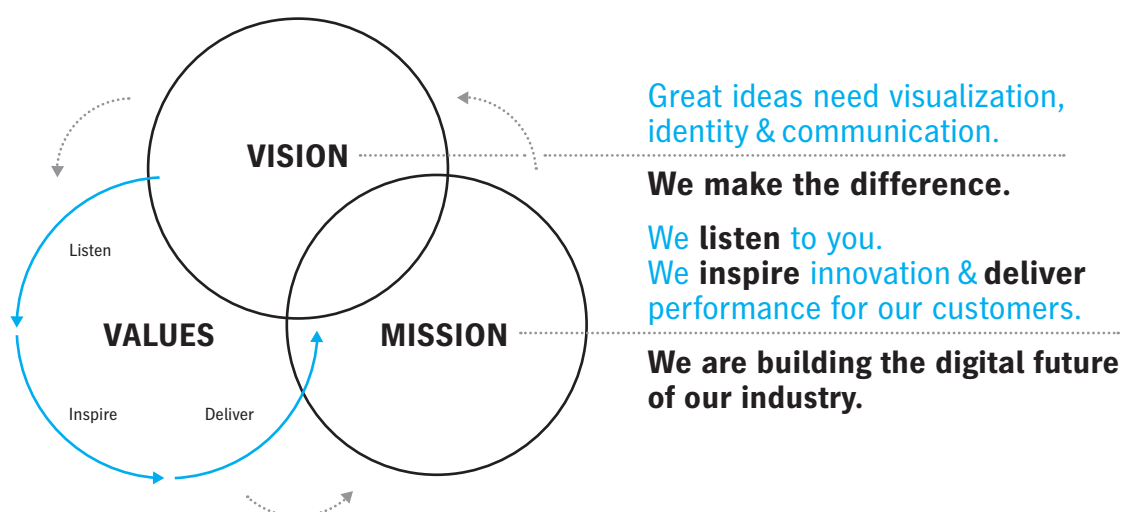 VISION
Listen
VALUES
Inspire
Deliver
MISSION
Great ideas need visualization,
identity & communication.
We make the difference.
We listen to you.
We inspire innovation & deliver
performance for our customers.
We are building the digital future
of our industry.